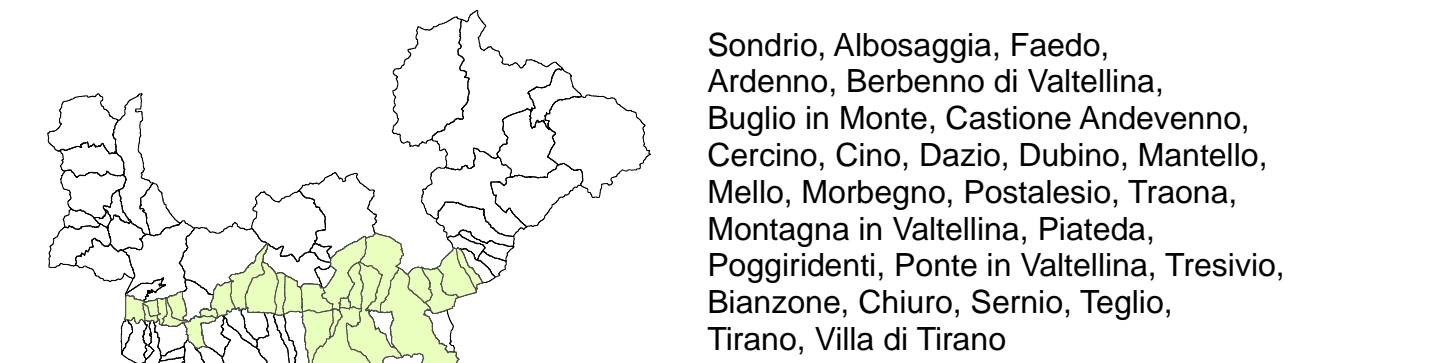 Sondrio, Albosaggia, Faedo,
Ardenno, Berbenno di Valtellina,
Buglio in Monte, Castione Andevenno,
Cercino, Cino, Dazio, Dubino, Mantello,
Mello, Morbegno, Postalesio, Traona,
Montagna in Valtellina, Piateda,
Poggiridenti, Ponte in Valtellina, Tresivio,
Bianzone, Chiuro, Sernio, Teglio,
Tirano, Villa di Tirano